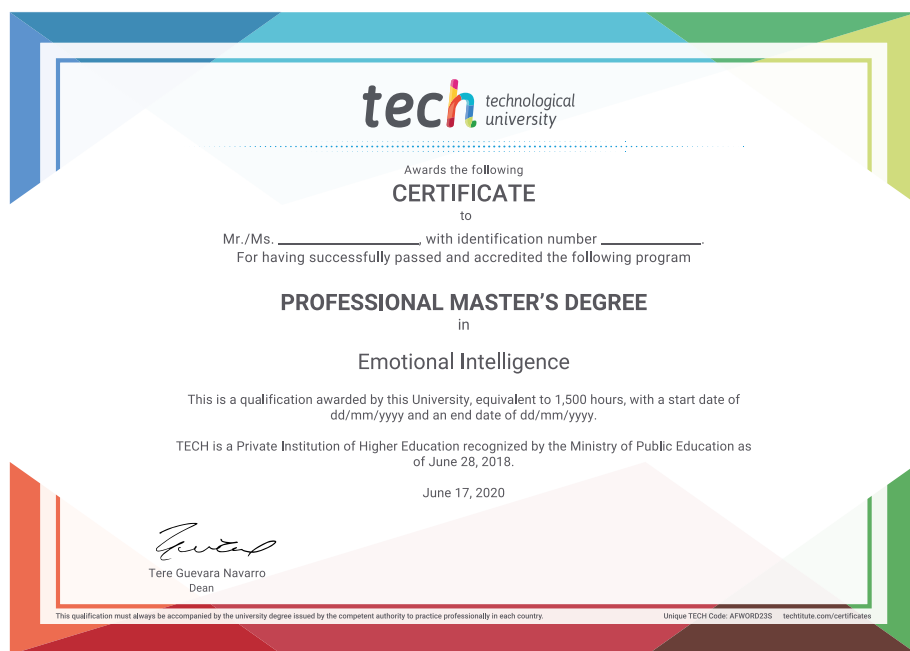 tech technological
university
Awards the following
CERTIFICATE
to
Mr./Ms. ____________________, with identification number ______________.
For having successfully passed and accredited the following program
PROFESSIONAL MASTER'S DEGREE
in
Emotional Intelligence
This is a qualification awarded by this University, equivalent to 1,500 hours, with a start date of
dd/mm/yyyy and an end date of dd/mm/yyyy.
TECH is a Private Institution of Higher Education recognized by the Ministry of Public Education as
of June 28, 2018.
June 17, 2020
Tere Guevara Navarro
Dean
This qualification must always be accompanied by the university degree issued by the competent authority to practice professionally in each country.
Unique TECH Code: AFWORD23S techtitute.com/certificates